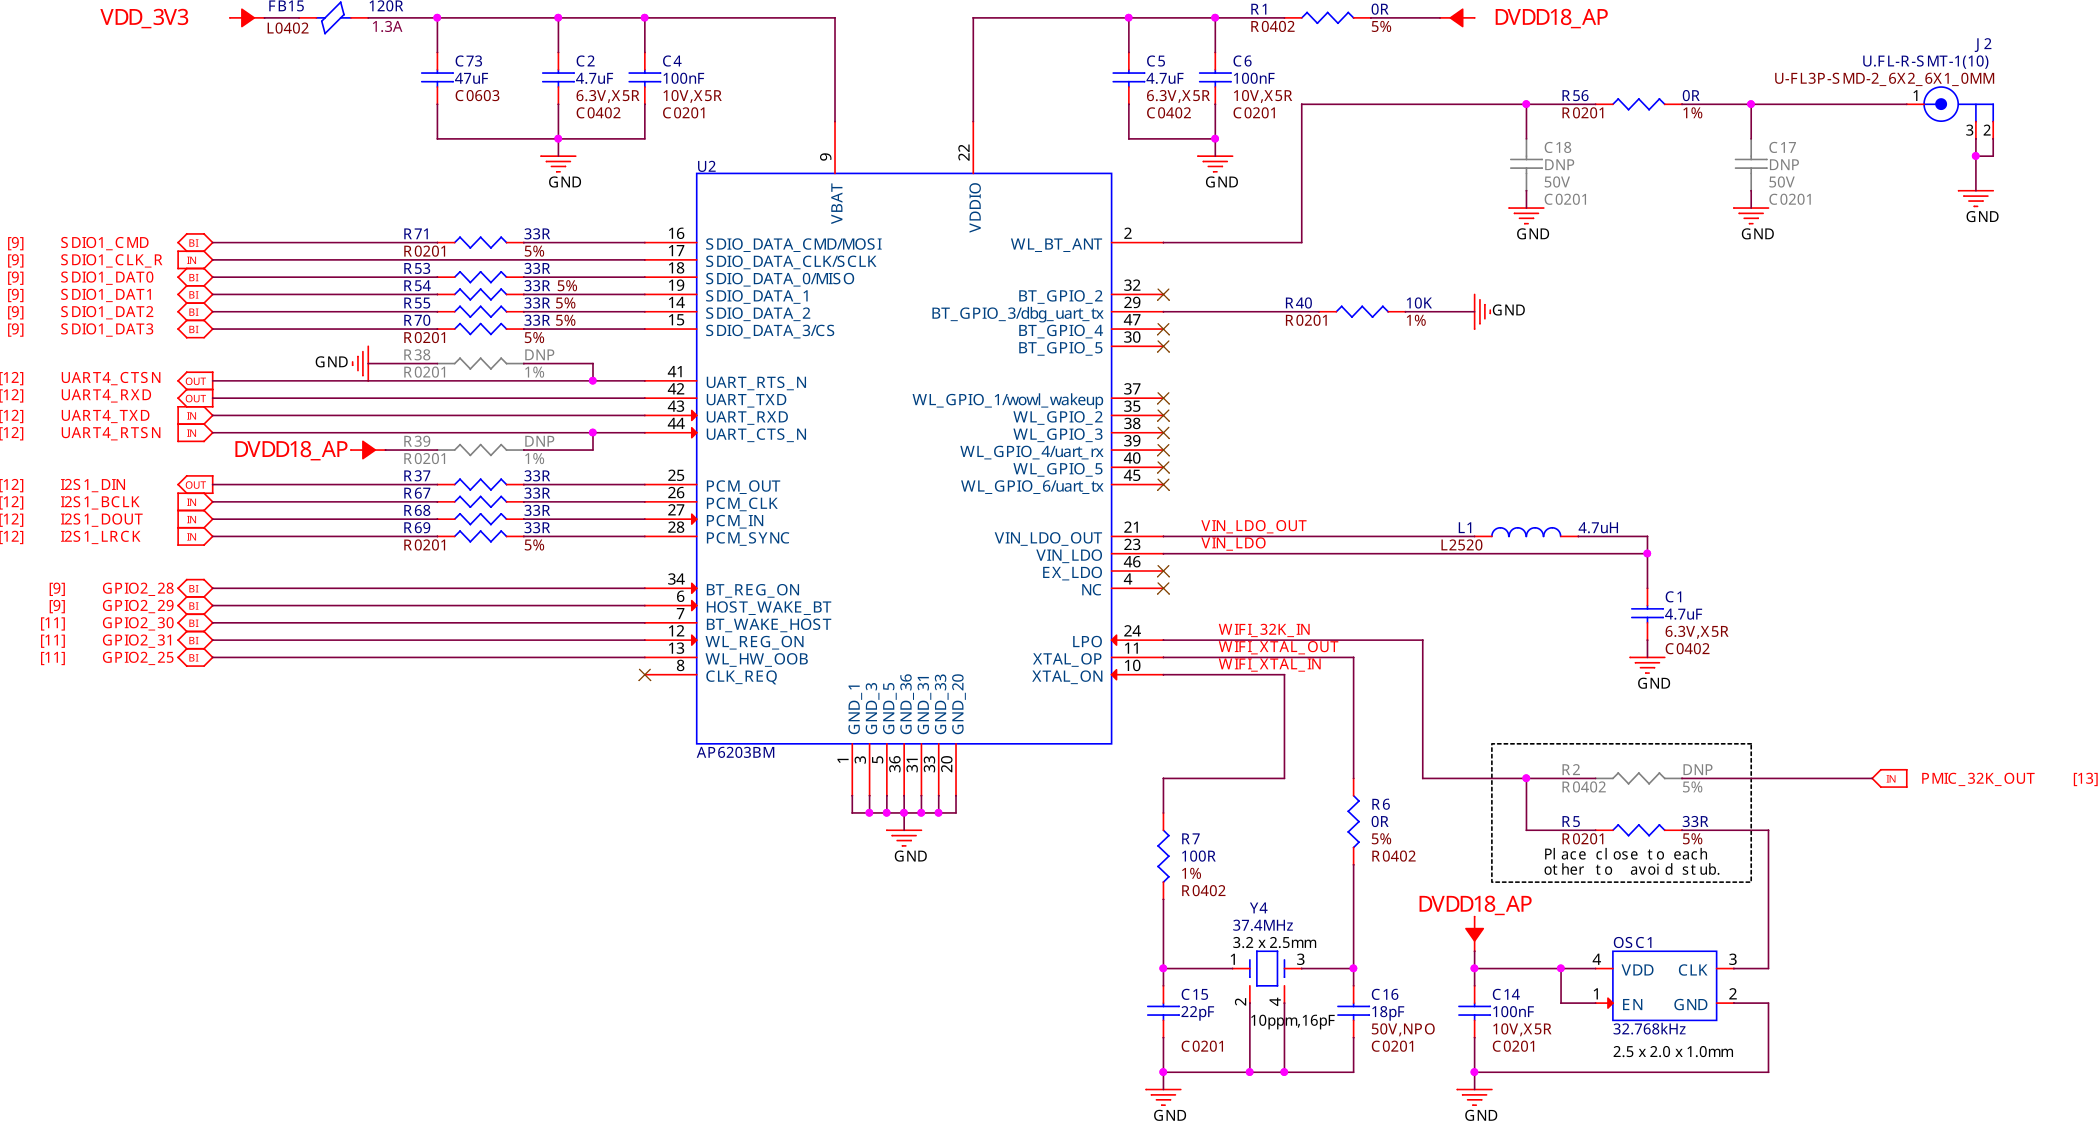 VDD_3V3
FB15
120R
L0402
1.3A
C73
47uF
C0603
C2
4.7uF
6.3V,X5R
C0402
C4
100nF
10V,X5R
C0201
GND
9
22
C5
4.7uF
6.3V,X5R
C0402
C6
100nF
10V,X5R
C0201
GND
R1
0R
R0402
5%
DVDD18_AP
J2
U.FL-R-SMT-1(10)
U-FL3P-SMD-2_6X2_6X1_0MM
R56
0R
R0201
1%
1
3
2
C18
DNP
50V
C0201
GND
C17
DNP
50V
C0201
GND
GND
U2
VBAT
VDDIO
[9] SDIO1_CMD BI R71 33R 16 SDIO_DATA_CMD/MOSI
R0201 5%
[9] SDIO1_CLK_R IN 17 SDIO_DATA_CLK/SCLK
[9] SDIO1_DAT0 BI R53 33R 18 SDIO_DATA_0/MISO
[9] SDIO1_DAT1 BI R54 33R 5% 19 SDIO_DATA_1
[9] SDIO1_DAT2 BI R55 33R 5% 14 SDIO_DATA_2
[9] SDIO1_DAT3 BI R70 33R 5% 15 SDIO_DATA_3/CS
R0201 5%
GND R38 DNP
R0201 1%
[12] UART4_CTSN OUT 41 UART_RTS_N
[12] UART4_RXD OUT 42 UART_TXD
[12] UART4_TXD IN 43 UART_RXD
[12] UART4_RTSN IN 44 UART_CTS_N
DVDD18_AP R39 DNP
R0201 1%
[12] I2S1_DIN OUT R37 33R 25 PCM_OUT
[12] I2S1_BCLK IN R67 33R 26 PCM_CLK
[12] I2S1_DOUT IN R68 33R 27 PCM_IN
[12] I2S1_LRCK IN R69 33R 28 PCM_SYNC
R0201 5%
[9] GPIO2_28 BI 34 BT_REG_ON
[9] GPIO2_29 BI 6 HOST_WAKE_BT
[11] GPIO2_30 BI 7 BT_WAKE_HOST
[11] GPIO2_31 BI 12 WL_REG_ON
[11] GPIO2_25 BI 13 WL_HW_OOB
8 CLK_REQ
WL_BT_ANT 2
BT_GPIO_2 32
BT_GPIO_3/dbg_uart_tx 29
BT_GPIO_4 47
BT_GPIO_5 30
R40 10K
R0201 1%
GND
WL_GPIO_1/wowl_wakeup 37
WL_GPIO_2 35
WL_GPIO_3 38
WL_GPIO_4/uart_rx 39
WL_GPIO_5 40
WL_GPIO_6/uart_tx 45
VIN_LDO_OUT 21 VIN_LDO_OUT
VIN_LDO 23 VIN_LDO
EX_LDO 46
NC 4
L1 4.7uH
L2520
C1
4.7uF
6.3V,X5R
C0402
GND
LPO 24 WIFI_32K_IN
XTAL_OP 11 WIFI_XTAL_OUT
XTAL_ON 10 WIFI_XTAL_IN
GND_1
GND_3
GND_5
GND_36
GND_31
GND_33
GND_20
AP6203BM
1
3
5
36
31
33
20
GND
R7
100R
1%
R0402
R6
0R
5%
R0402
Y4
37.4MHz
3.2 x 2.5mm
1
3
2
4
10ppm,16pF
C15
22pF
C0201
C16
18pF
50V,NPO
C0201
GND
R2 DNP
R0402 5%
R5 33R
R0201 5%
Place close to each
other to avoid stub.
IN PMIC_32K_OUT [13]
DVDD18_AP
OSC1
4 VDD CLK 3
1 EN GND 2
32.768kHz
2.5 x 2.0 x 1.0mm
C14
100nF
10V,X5R
C0201
GND